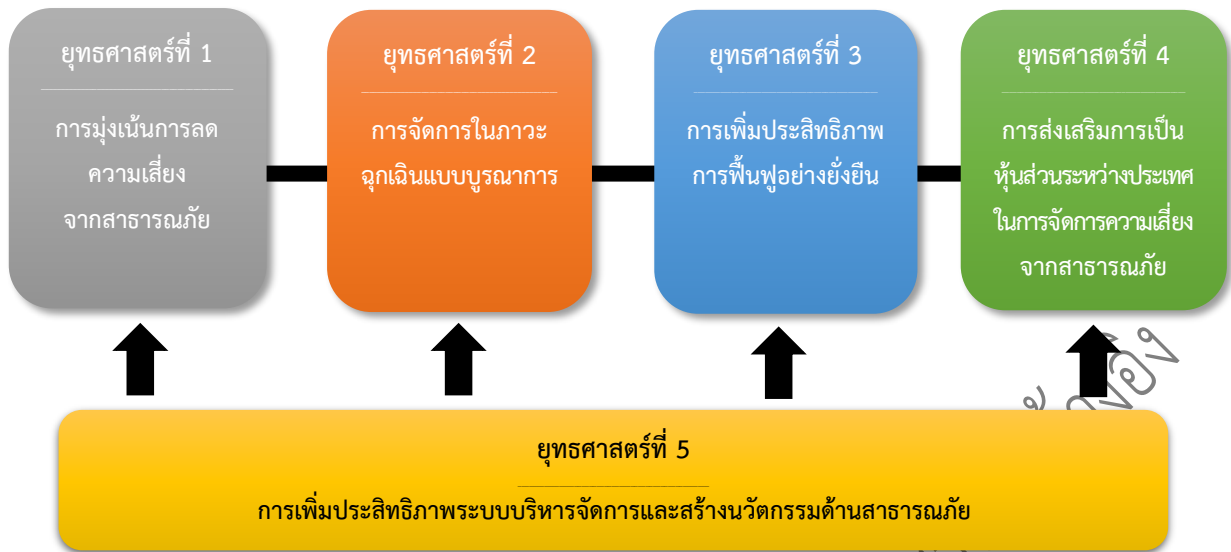 ยุทธศาสตร์ที่ 1
การมุ่งเน้นการลด
ความเสี่ยง
จากสาธารณภัย
ยุทธศาสตร์ที่ 2
การจัดการในภาวะ
ฉุกเฉินแบบบูรณาการ
ยุทธศาสตร์ที่ 3
การเพิ่มประสิทธิภาพ
การฟื้นฟูอย่างยั่งยืน
ยุทธศาสตร์ที่ 4
การส่งเสริมการเป็น
หุ้นส่วนระหว่างประเทศ
ในการจัดการความเสี่ยง
จากสาธารณภัย
ยุทธศาสตร์ที่ 5
การเพิ่มประสิทธิภาพระบบบริหารจัดการและสร้างนวัตกรรมด้านสาธารณภัย